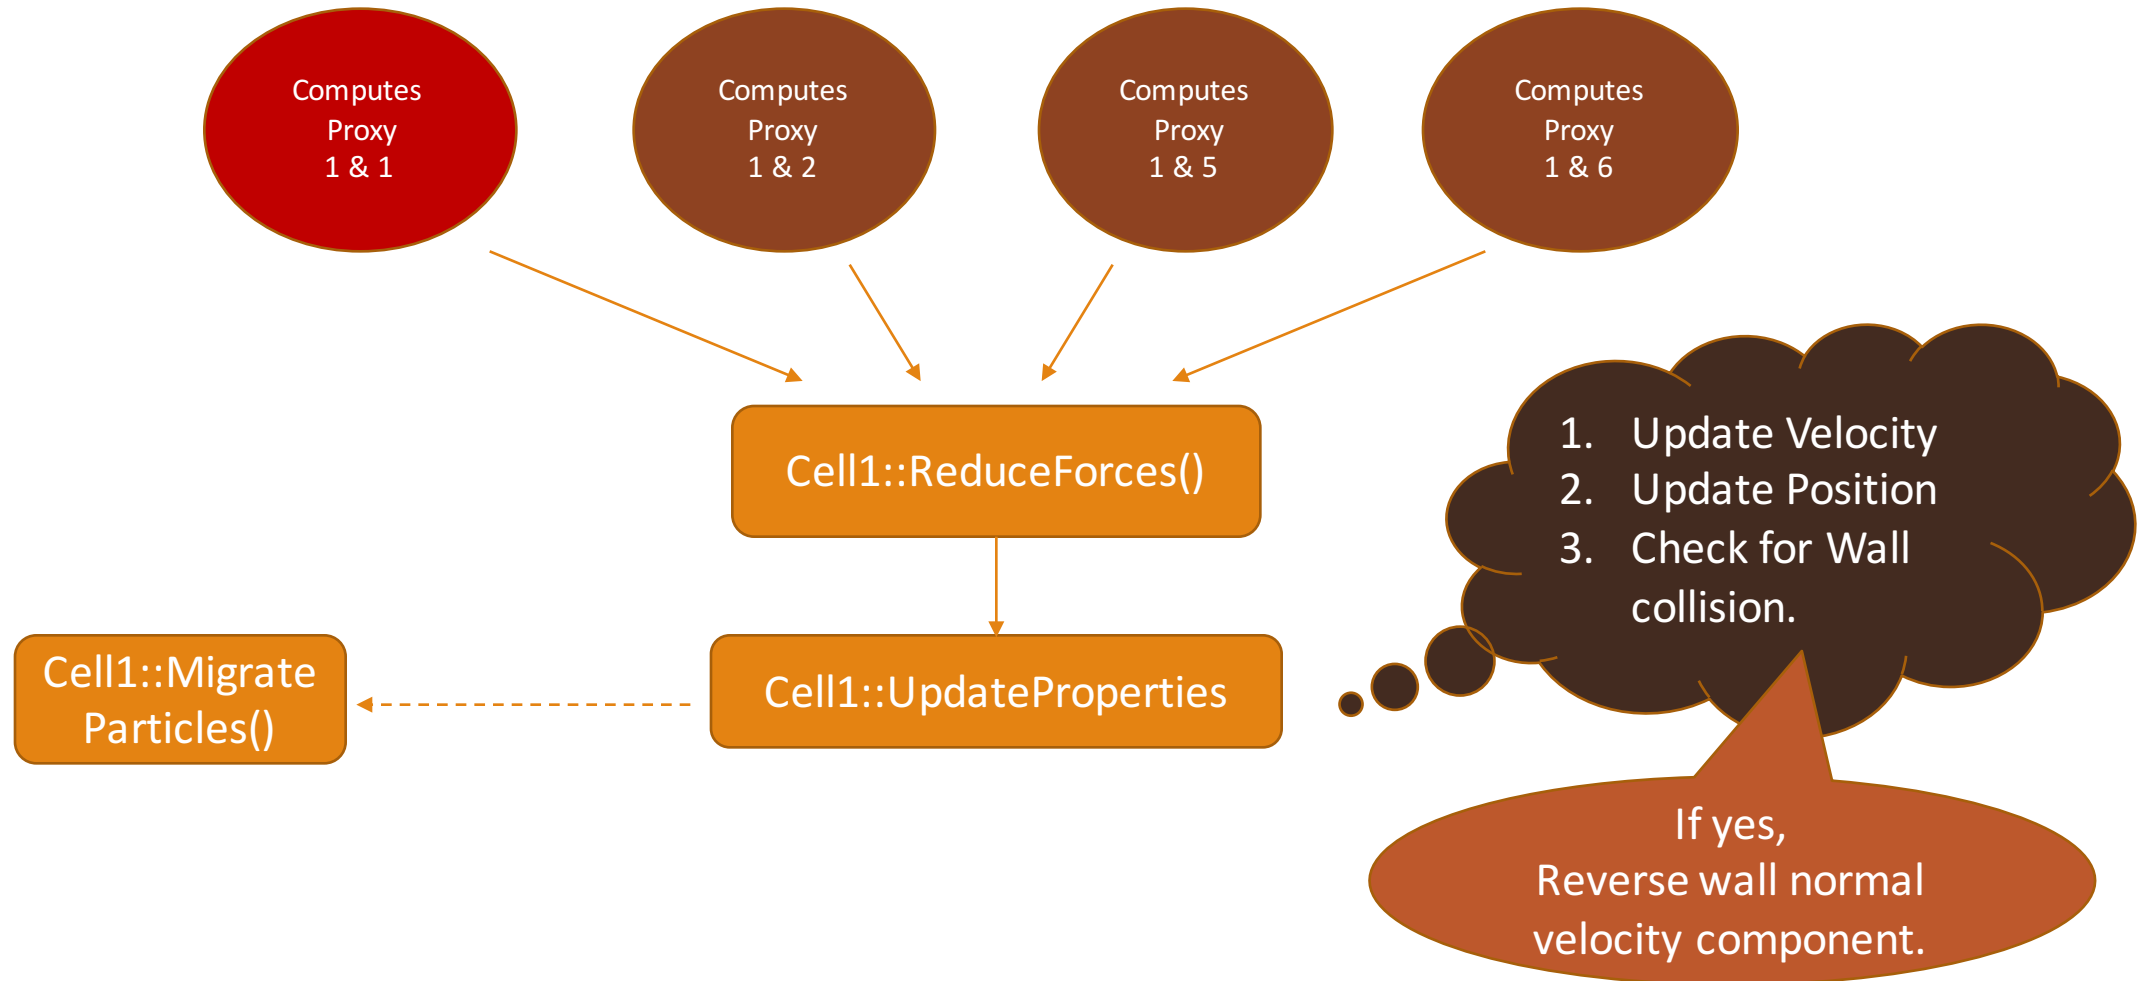 Computes
Proxy
1 & 1
Computes
Proxy
1 & 2
Computes
Proxy
1 & 5
Computes
Proxy
1 & 6
Cell1::ReduceForces()
1. Update Velocity
2. Update Position
3. Check for Wall
collision.
Cell1::Migrate
Particles()
Cell1::UpdateProperties
If yes,
Reverse wall normal
velocity component.